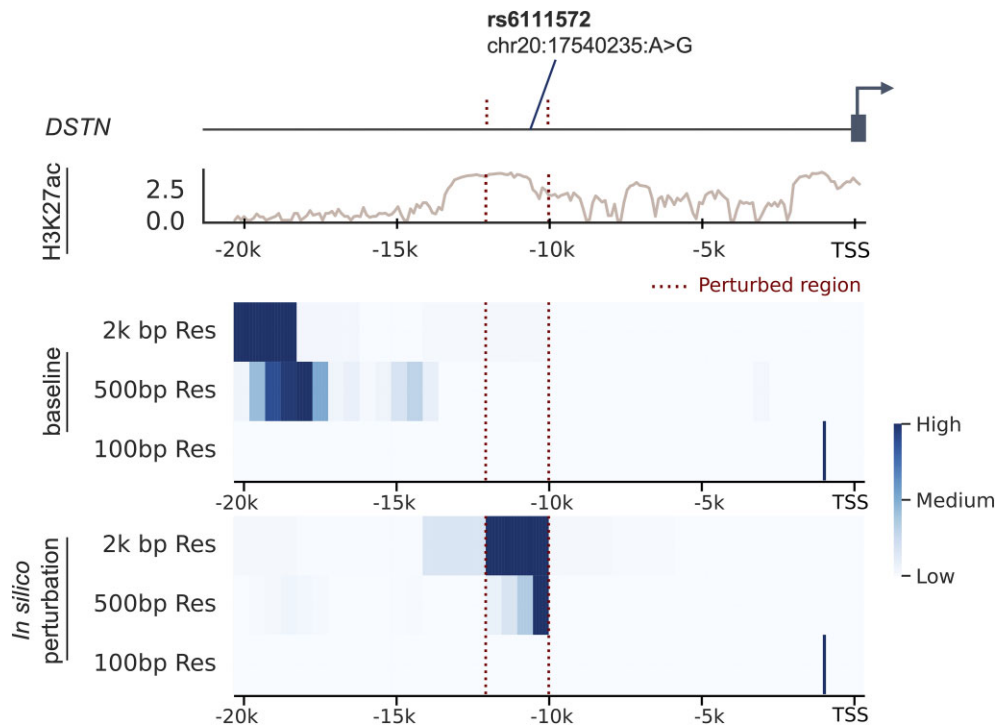 rs6111572
chr20:17540235:A>G
DSTN
H3K27ac
2.5
0.0
-20k -15k -10k -5k TSS
Perturbed region
baseline
2k bp Res
500bp Res
100bp Res
-20k -15k -10k -5k TSS
High
Medium
Low
In silico
perturbation
2k bp Res
500bp Res
100bp Res
-20k -15k -10k -5k TSS